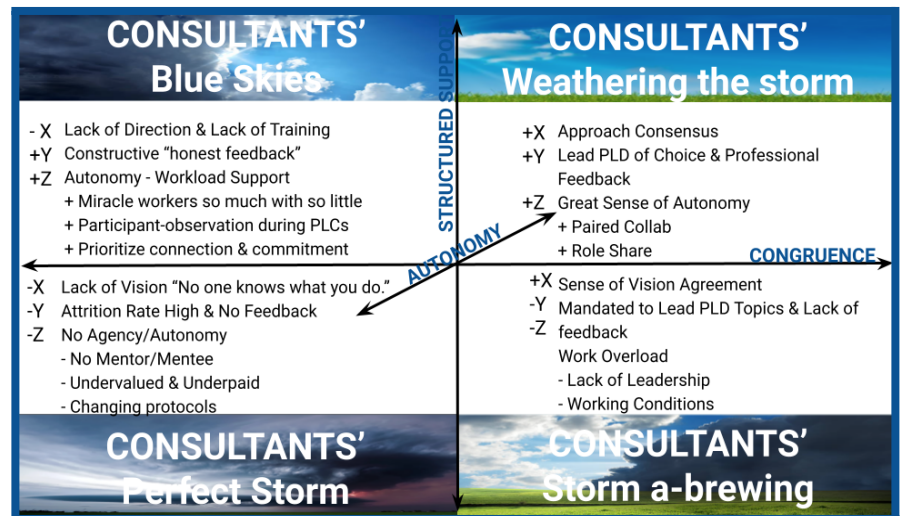 CONSULTANTS’
Blue Skies
- X Lack of Direction & Lack of Training
+Y Constructive “honest feedback”
+Z Autonomy - Workload Support
+ Miracle workers so much with so little
+ Participant-observation during PLCs
+ Prioritize connection & commitment
STRUCTURED SUPPORT
CONSULTANTS’
Weathering the storm
+X Approach Consensus
+Y Lead PLD of Choice & Professional
Feedback
+Z Great Sense of Autonomy
+ Paired Collab
+ Role Share
AUTONOMY
CONGRUENCE
-X Lack of Vision “No one knows what you do.”
-Y Attrition Rate High & No Feedback
-Z No Agency/Autonomy
- No Mentor/Mentee
- Undervalued & Underpaid
- Changing protocols
CONSULTANTS’
Perfect Storm
+X Sense of Vision Agreement
-Y Mandated to Lead PLD Topics & Lack of
-Z feedback
Work Overload
- Lack of Leadership
- Working Conditions
CONSULTANTS’
Storm a-brewing